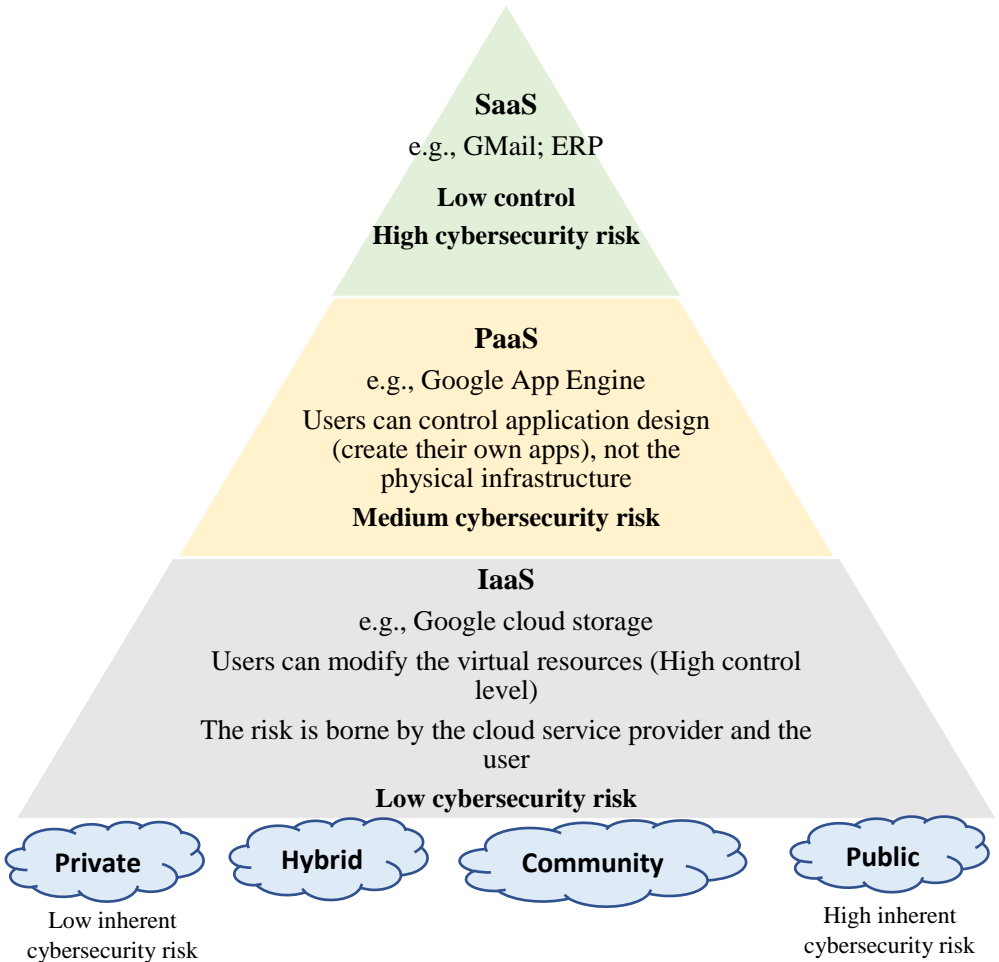 SaaS
e.g., GMail; ERP
Low control
High cybersecurity risk
PaaS
e.g., Google App Engine
Users can control application design
(create their own apps), not the
physical infrastructure
Medium cybersecurity risk
IaaS
e.g., Google cloud storage
Users can modify the virtual resources (High control
level)
The risk is borne by the cloud service provider and the
user
Low cybersecurity risk
Private
Hybrid
Community
Public
Low inherent
cybersecurity risk
High inherent
cybersecurity risk